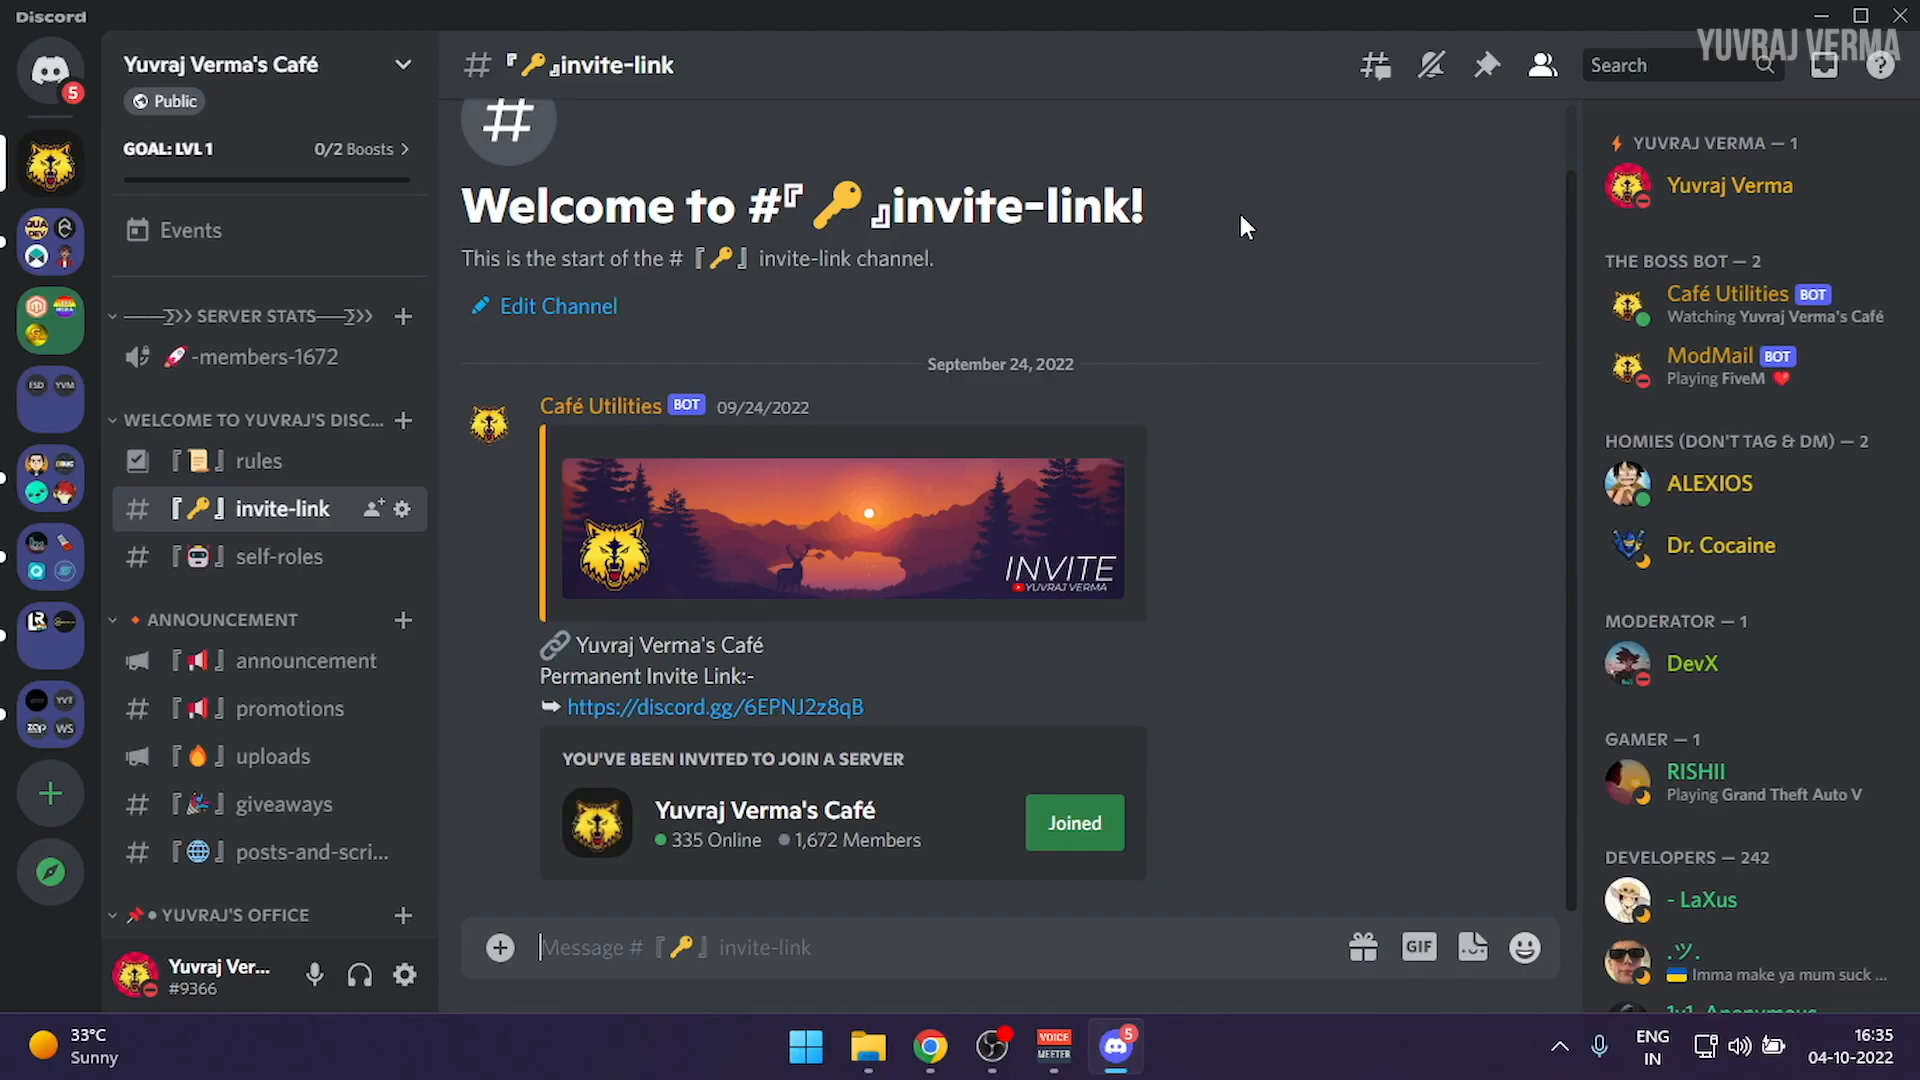 Discord
YUVRAJ VERMA
5
Yuvraj Verma's Café
Public
GOAL: LVL 1
0/2 Boosts
Events
SERVER STATS
🚀-members-1672
WELCOME TO YUVRAJ'S DISC...
『📜』 rules
『🔑』 invite-link
『🤖』 self-roles
🔸ANNOUNCEMENT
『📢』 announcement
『📢』 promotions
『🔥』 uploads
『🎉』 giveaways
『🌐』 posts-and-scri...
📌●YUVRAJ'S OFFICE
Yuvraj Ver...
#9366
# 『🔑』invite-link
Search
Welcome to #『🔑』invite-link!
This is the start of the # 『🔑』 invite-link channel.
Edit Channel
September 24, 2022
Café Utilities BOT 09/24/2022
INVITE
YUVRAJ VERMA
🔗 Yuvraj Verma's Café
Permanent Invite Link:-
➥ https://discord.gg/6EPNJ2z8qB
YOU'VE BEEN INVITED TO JOIN A SERVER
Yuvraj Verma's Café
335 Online 1,672 Members
Joined
Message # 『🔑』 invite-link
GIF
YUVRAJ VERMA — 1
Yuvraj Verma
THE BOSS BOT — 2
Café Utilities BOT
Watching Yuvraj Verma's Café
ModMail BOT
Playing FiveM ❤️
HOMIES (DON'T TAG & DM) — 2
ALEXIOS
Dr. Cocaine
MODERATOR — 1
DevX
GAMER — 1
RISHII
Playing Grand Theft Auto V
DEVELOPERS — 242
- LaXus
.ツ.
🇺🇦 Imma make ya mum suck ...
33°C
Sunny
VOICE
MEETER
5
ENG
IN
16:35
04-10-2022